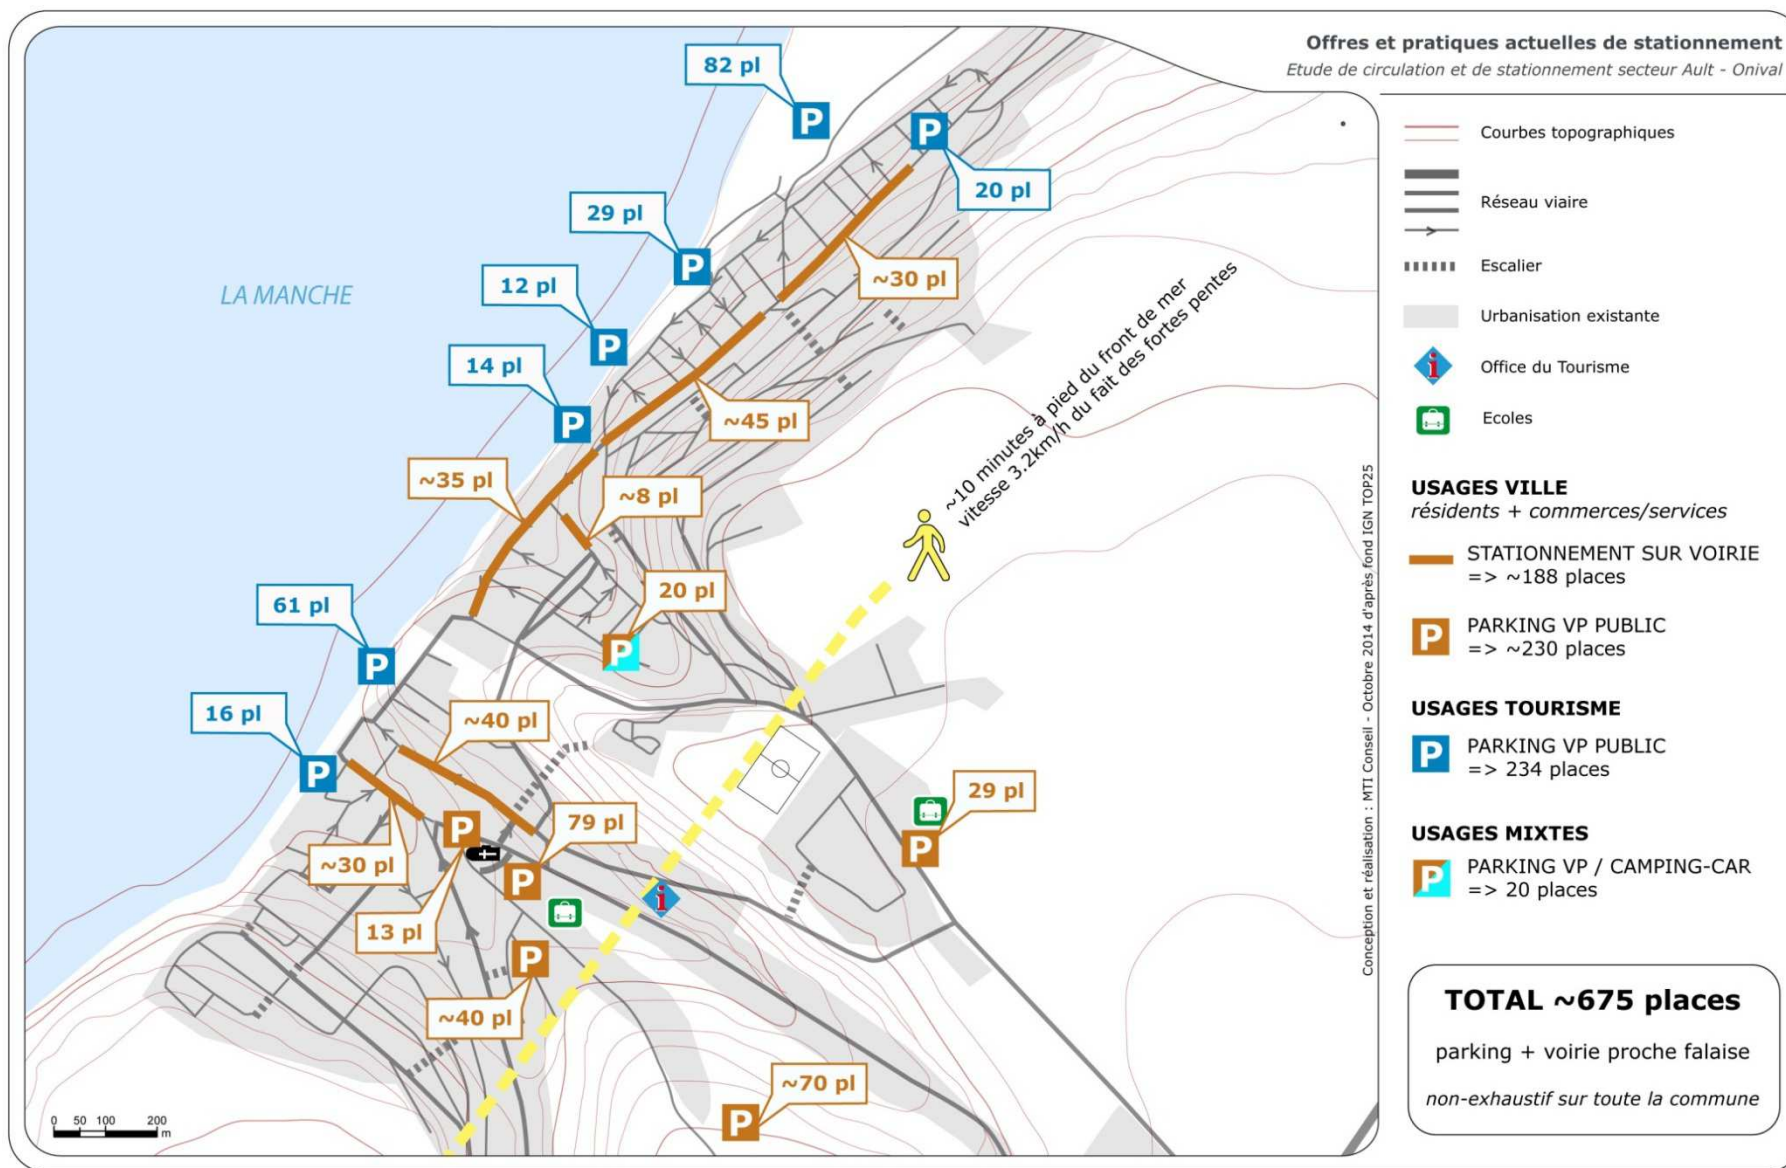 Offres et pratiques actuelles de stationnement
Etude de circulation et de stationnement secteur Ault - Onival
82 pl
20 pl
29 pl
~30 pl
12 pl
LA MANCHE
14 pl
~45 pl
~35 pl
~8 pl
~10 minutes à pied du front de mer
vitesse 3.2km/h du fait des fortes pentes
20 pl
61 pl
16 pl
~40 pl
79 pl
29 pl
~30 pl
13 pl
~40 pl
~70 pl
P
P
P
P
P
P
P
P
P
P
P
P
P
i
0 50 100 200
m
Courbes topographiques
Réseau viaire
Escalier
Urbanisation existante
i
Office du Tourisme
Ecoles
USAGES VILLE
résidents + commerces/services
STATIONNEMENT SUR VOIRIE
=> ~188 places
P PARKING VP PUBLIC
=> ~230 places
USAGES TOURISME
P PARKING VP PUBLIC
=> 234 places
USAGES MIXTES
P PARKING VP / CAMPING-CAR
=> 20 places
TOTAL ~675 places
parking + voirie proche falaise
non-exhaustif sur toute la commune
Conception et réalisation : MTI Conseil - Octobre 2014 d'après fond IGN TOP25